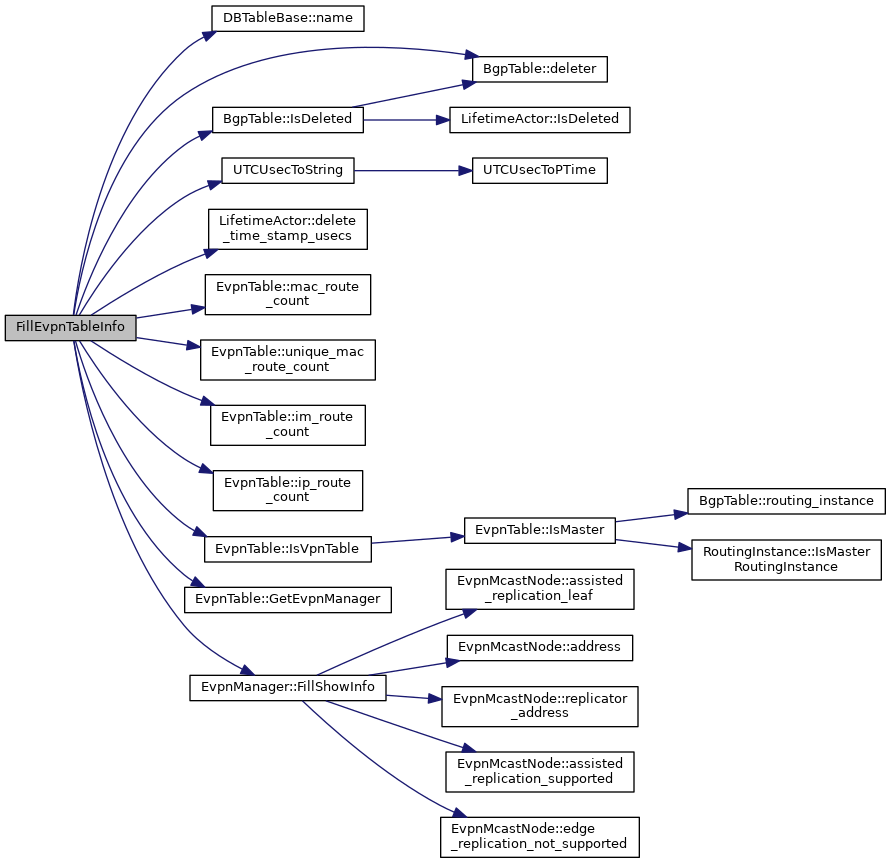 DBTableBase::name
BgpTable::deleter
BgpTable::IsDeleted
LifetimeActor::IsDeleted
UTCUsecToString
UTCUsecToPTime
LifetimeActor::delete
_time_stamp_usecs
EvpnTable::mac_route
_count
FillEvpnTableInfo
EvpnTable::unique_mac
_route_count
EvpnTable::im_route
_count
EvpnTable::ip_route
_count
EvpnTable::IsVpnTable
EvpnTable::IsMaster
BgpTable::routing_instance
RoutingInstance::IsMaster
RoutingInstance
EvpnTable::GetEvpnManager
EvpnManager::FillShowInfo
EvpnMcastNode::assisted
_replication_leaf
EvpnMcastNode::address
EvpnMcastNode::replicator
_address
EvpnMcastNode::assisted
_replication_supported
EvpnMcastNode::edge
_replication_not_supported